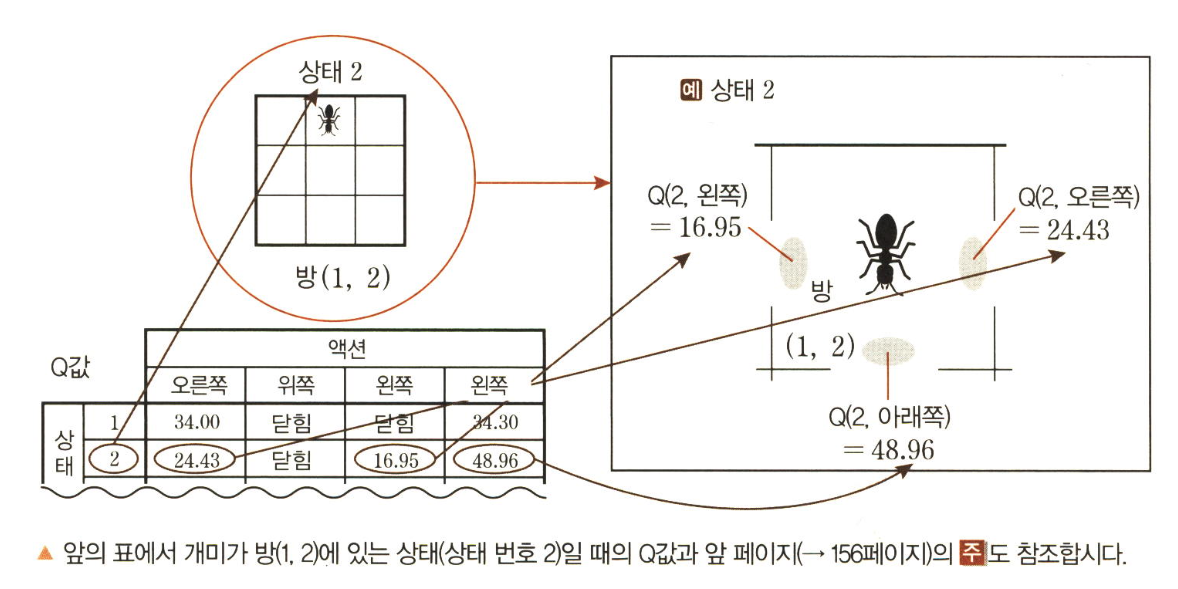 상태 2
방(1, 2)
예 상태 2
Q(2, 왼쪽)
= 16.95
Q(2, 오른쪽)
= 24.43
방
(1, 2)
Q(2, 아래쪽)
= 48.96
Q값
액션
오른쪽 위쪽 왼쪽 왼쪽
상태
1 34.00 닫힘 닫힘 34.30
2 24.43 닫힘 16.95 48.96
▲ 앞의 표에서 개미가 방(1, 2)에 있는 상태(상태 번호 2)일 때의 Q값과 앞 페이지(→ 156페이지)의 주도 참조합시다.